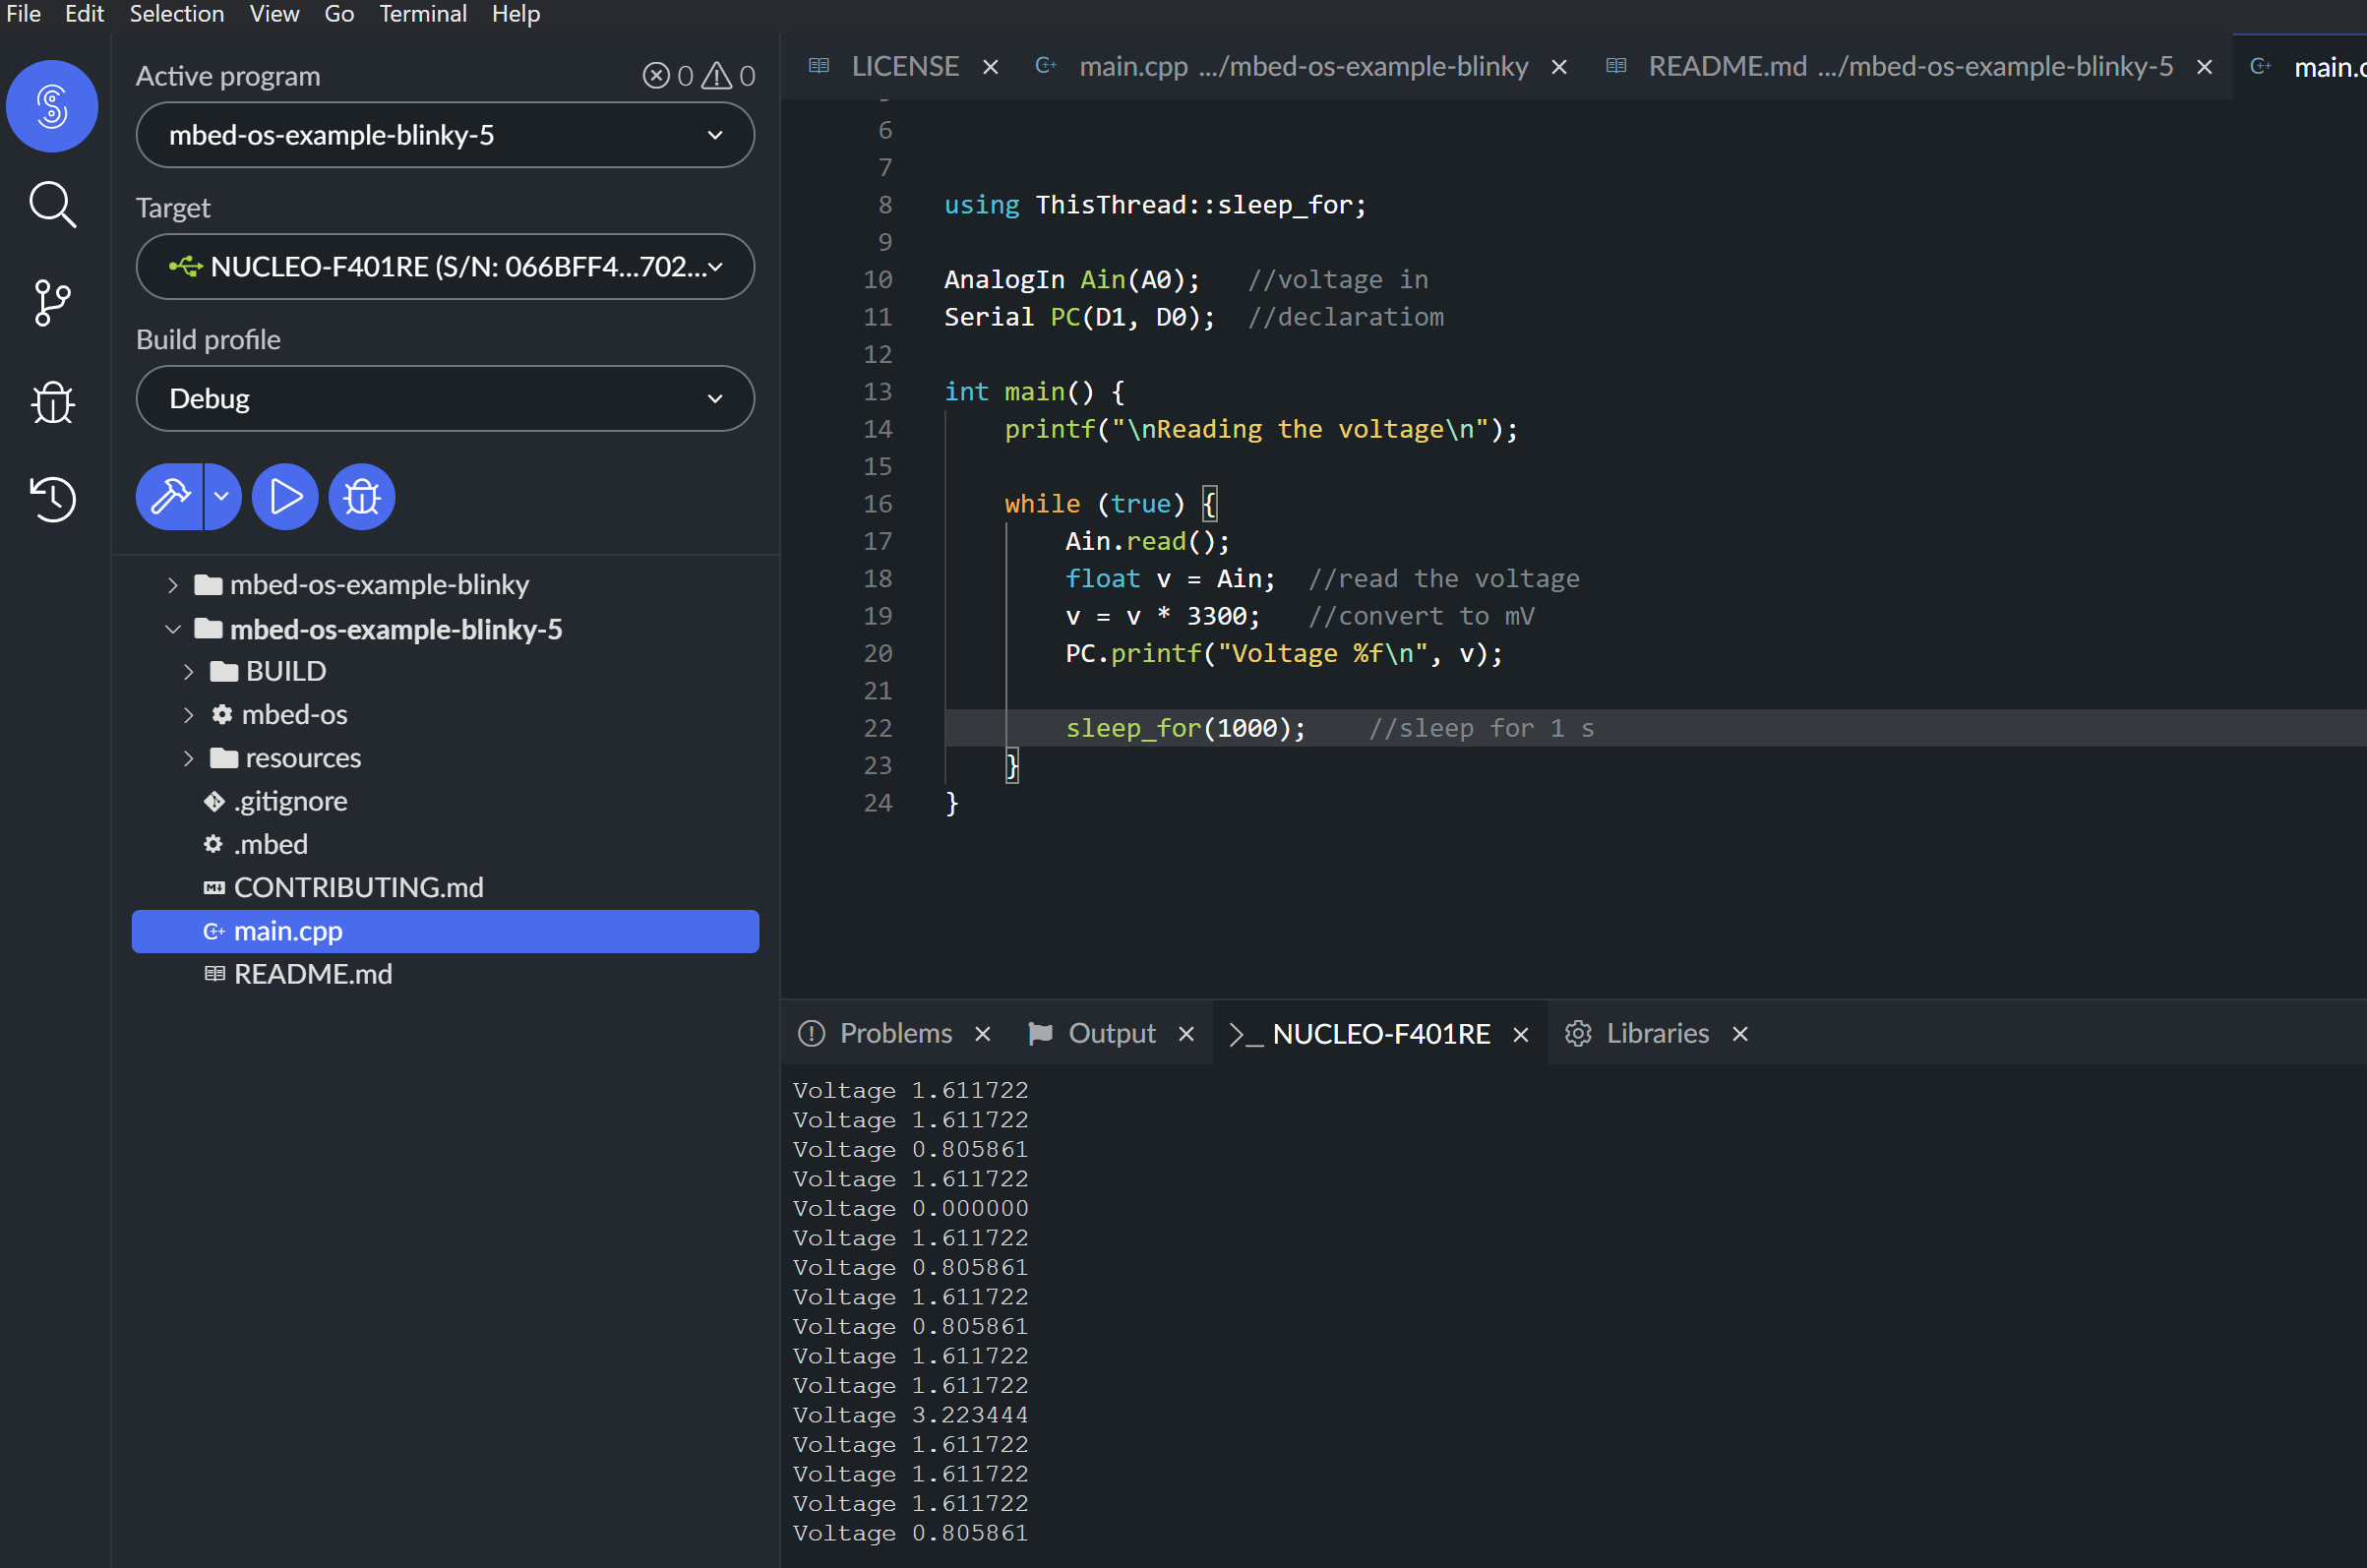 File Edit Selection View Go Terminal Help
Active program 0 0
mbed-os-example-blinky-5
Target
NUCLEO-F401RE (S/N: 066BFF4...702...
Build profile
Debug
mbed-os-example-blinky
mbed-os-example-blinky-5
BUILD
mbed-os
resources
.gitignore
.mbed
CONTRIBUTING.md
main.cpp
README.md
LICENSE main.cpp .../mbed-os-example-blinky README.md .../mbed-os-example-blinky-5
6
7
8 using ThisThread::sleep_for;
9
10 AnalogIn Ain(A0); //voltage in
11 Serial PC(D1, D0); //declaratiom
12
13 int main() {
14 printf("\nReading the voltage\n");
15
16 while (true) {
17 Ain.read();
18 float v = Ain; //read the voltage
19 v = v * 3300; //convert to mV
20 PC.printf("Voltage %f\n", v);
21
22 sleep_for(1000); //sleep for 1 s
23 }
24 }
Problems Output NUCLEO-F401RE Libraries
Voltage 1.611722
Voltage 1.611722
Voltage 0.805861
Voltage 1.611722
Voltage 0.000000
Voltage 1.611722
Voltage 0.805861
Voltage 1.611722
Voltage 0.805861
Voltage 1.611722
Voltage 1.611722
Voltage 3.223444
Voltage 1.611722
Voltage 1.611722
Voltage 1.611722
Voltage 0.805861